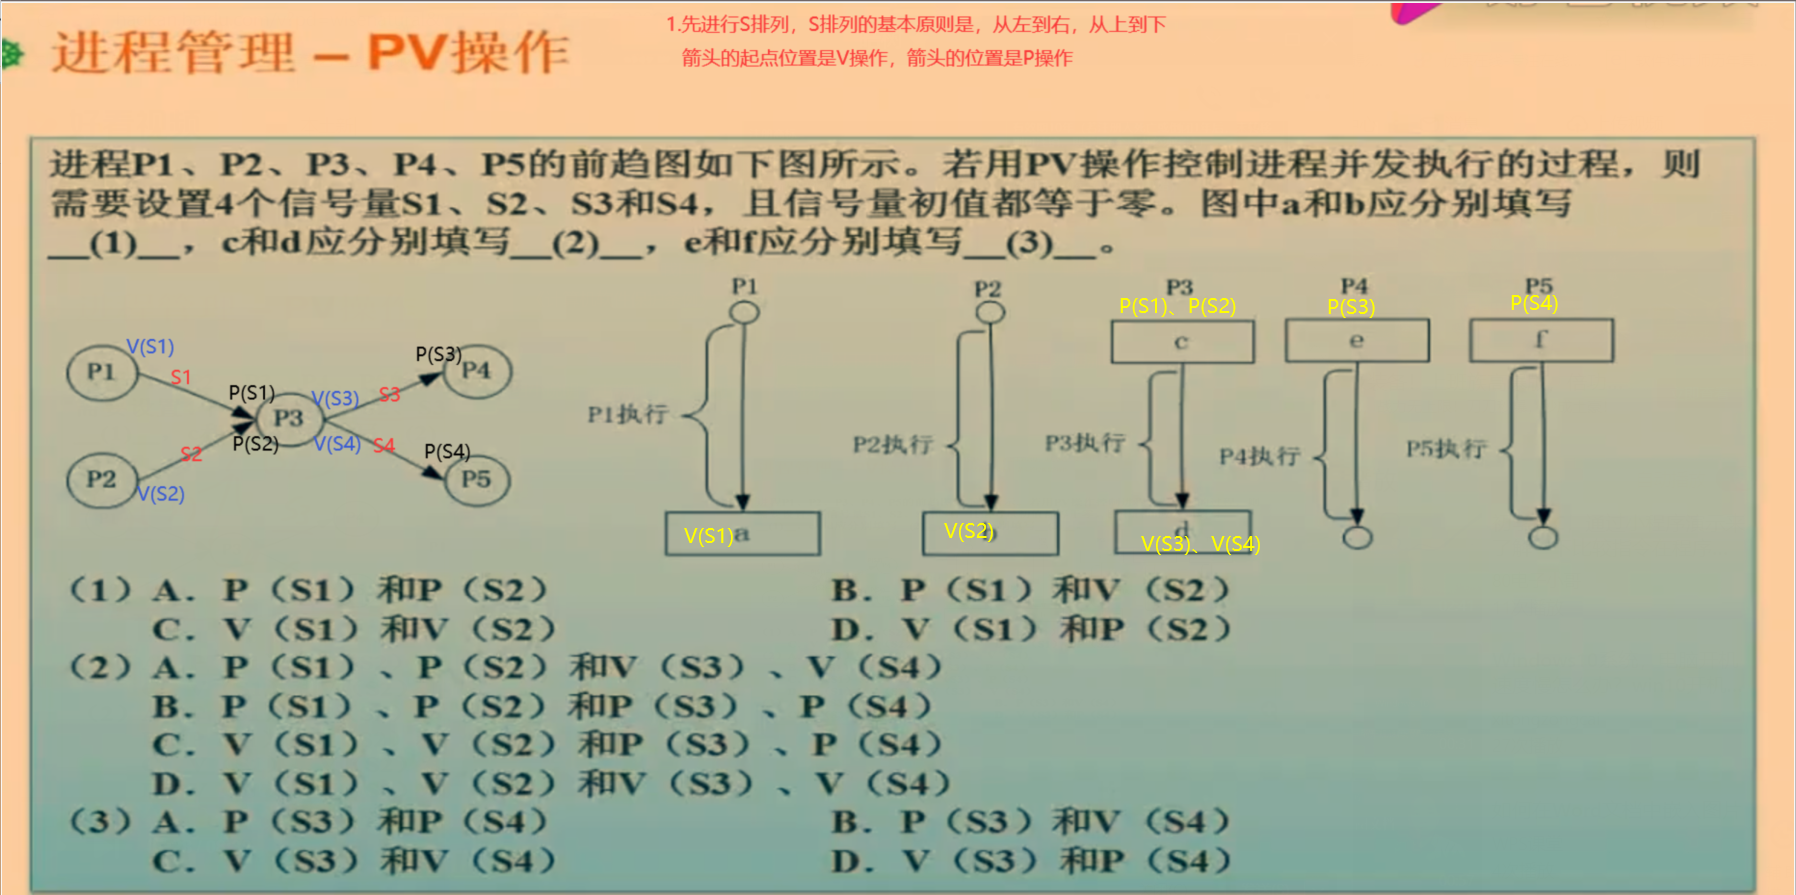 进程管理 – PV操作
1.先进行S排列，S排列的基本原则是，从左到右，从上到下
箭头的起点位置是V操作，箭头的位置是P操作
进程P1、P2、P3、P4、P5的前趋图如下图所示。若用PV操作控制进程并发执行的过程，则
需要设置4个信号量S1、S2、S3和S4，且信号量初值都等于零。图中a和b应分别填写
__(1)__，c和d应分别填写__(2)__，e和f应分别填写__(3)__。
P1 P2 P3 P4 P5
P(S1)、P(S2) P(S3) P(S4)
c e f
V(S1) P(S3)
P1 S1 P4
P(S1) V(S3) S3
P3
P(S2) V(S4) S4 P(S4)
S2
P2 P5
V(S2)
P1执行 P2执行 P3执行 P4执行 P5执行
V(S1) a V(S2) d
V(S3)、V(S4)
（1）A．P（S1）和P（S2） B．P（S1）和V（S2）
C．V（S1）和V（S2） D．V（S1）和P（S2）
（2）A．P（S1）、P（S2）和V（S3）、V（S4）
B．P（S1）、P（S2）和P（S3）、P（S4）
C．V（S1）、V（S2）和P（S3）、P（S4）
D．V（S1）、V（S2）和V（S3）、V（S4）
（3）A．P（S3）和P（S4） B．P（S3）和V（S4）
C．V（S3）和V（S4） D．V（S3）和P（S4）